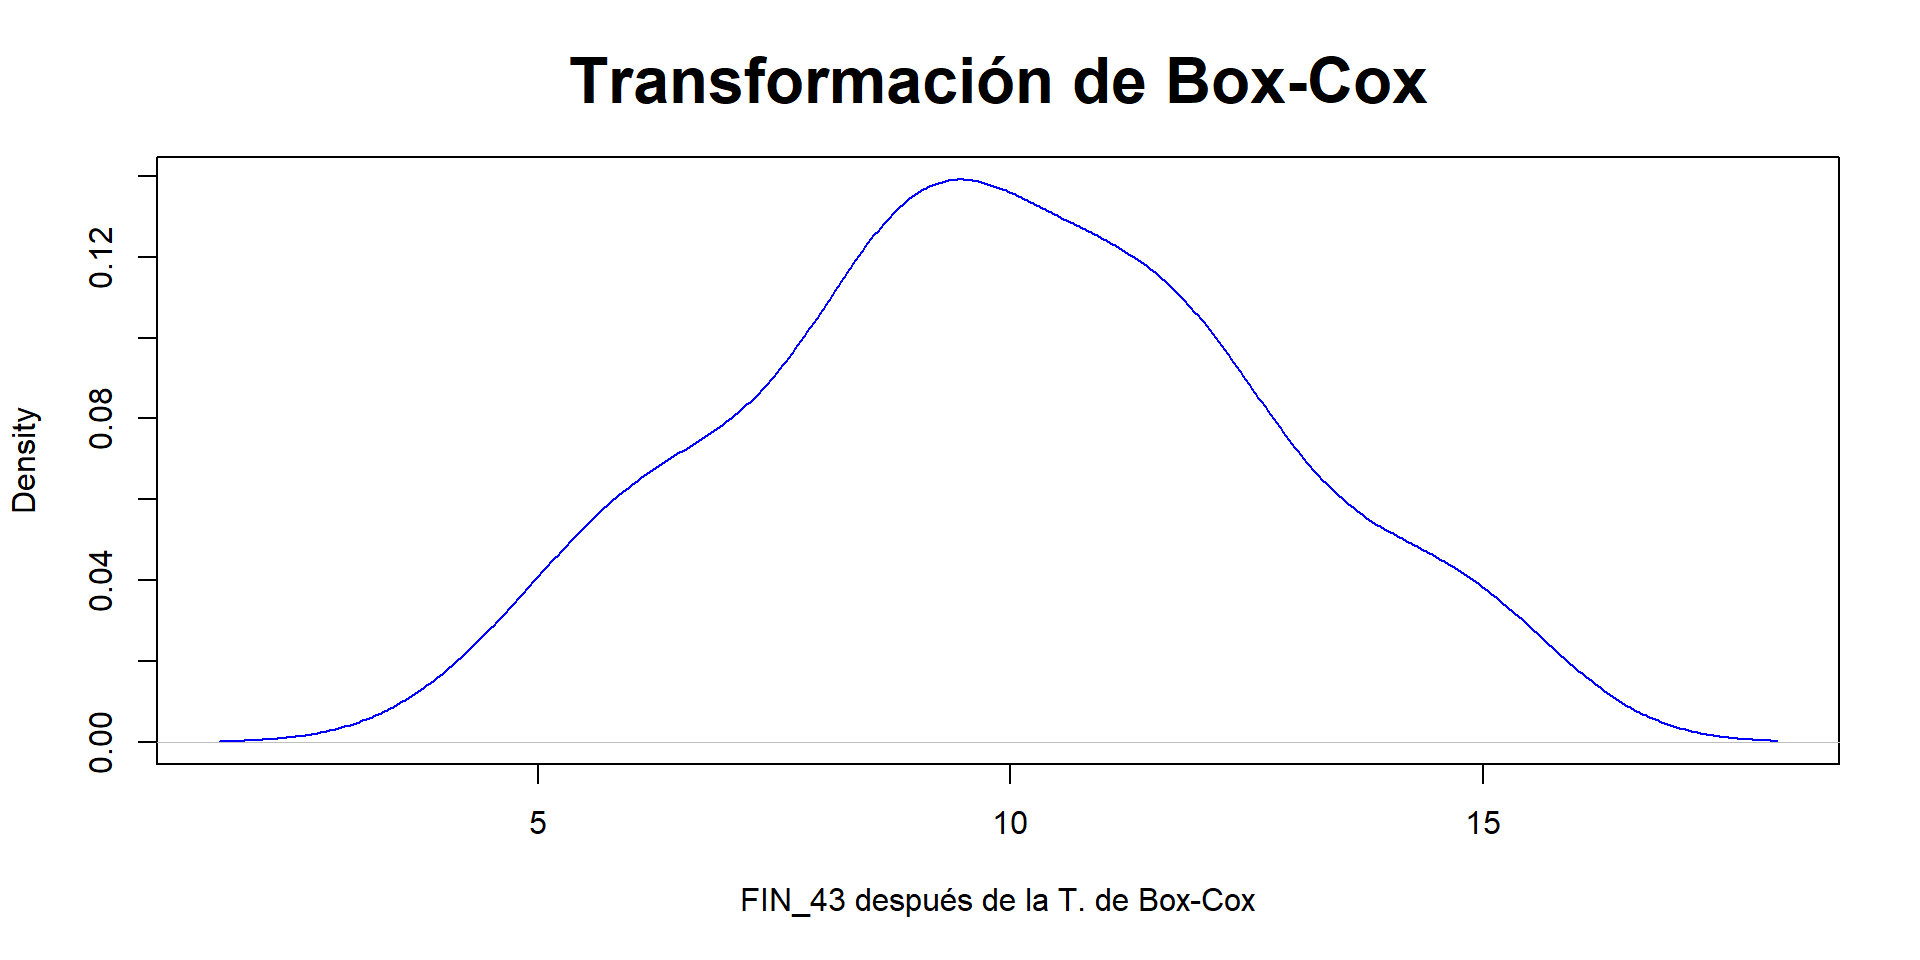 Transformación de Box-Cox
Density
0.12
0.08
0.04
0.00
5 10 15
FIN_43 después de la T. de Box-Cox